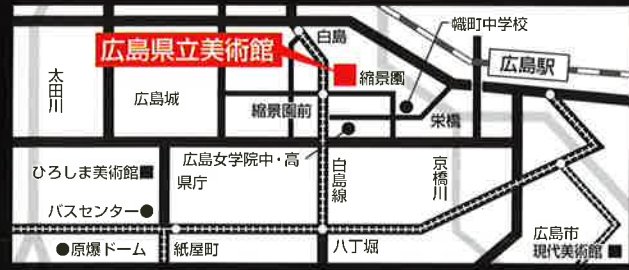 白島
幟町中学校
広島県立美術館
広島駅
太田川
広島城
縮景園
縮景園前
栄橋
ひろしま美術館
広島女学院中・高
県庁
白島線
京橋川
バスセンター
原爆ドーム
紙屋町
八丁堀
広島市
現代美術館